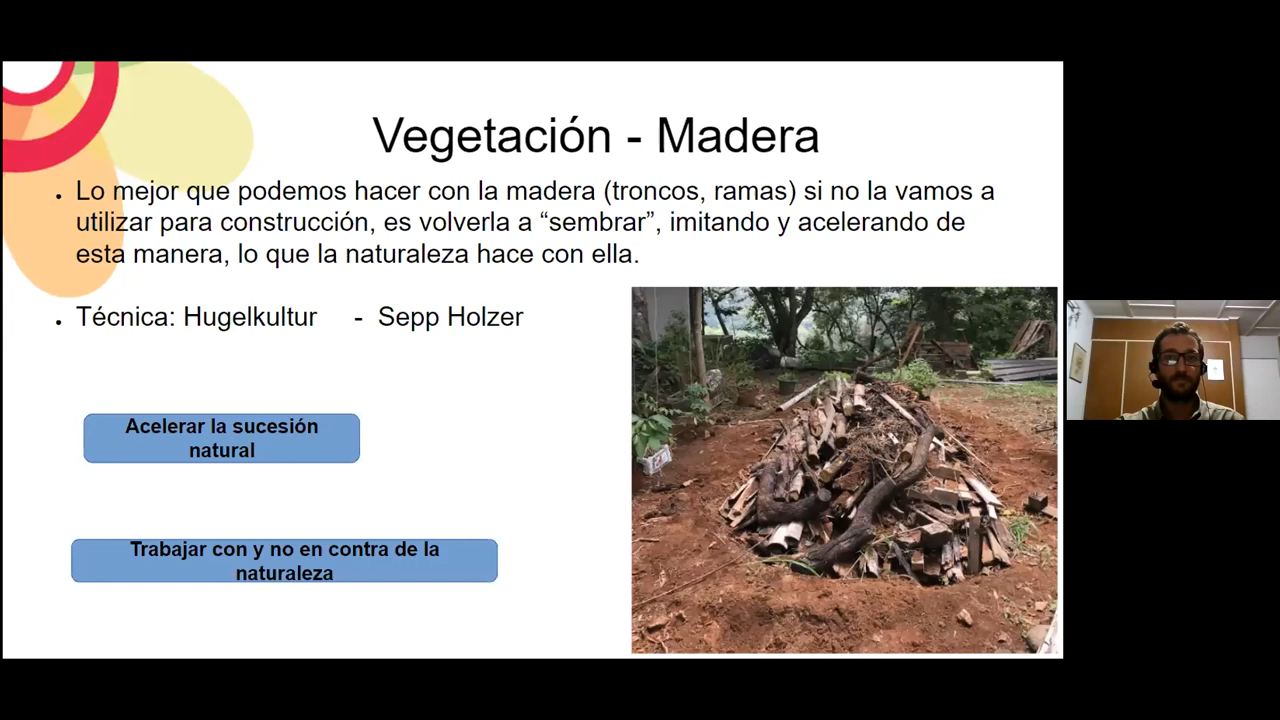 Vegetación - Madera
• Lo mejor que podemos hacer con la madera (troncos, ramas) si no la vamos a
utilizar para construcción, es volverla a “sembrar”, imitando y acelerando de
esta manera, lo que la naturaleza hace con ella.
• Técnica: Hugelkultur - Sepp Holzer
Acelerar la sucesión
natural
Trabajar con y no en contra de la
naturaleza